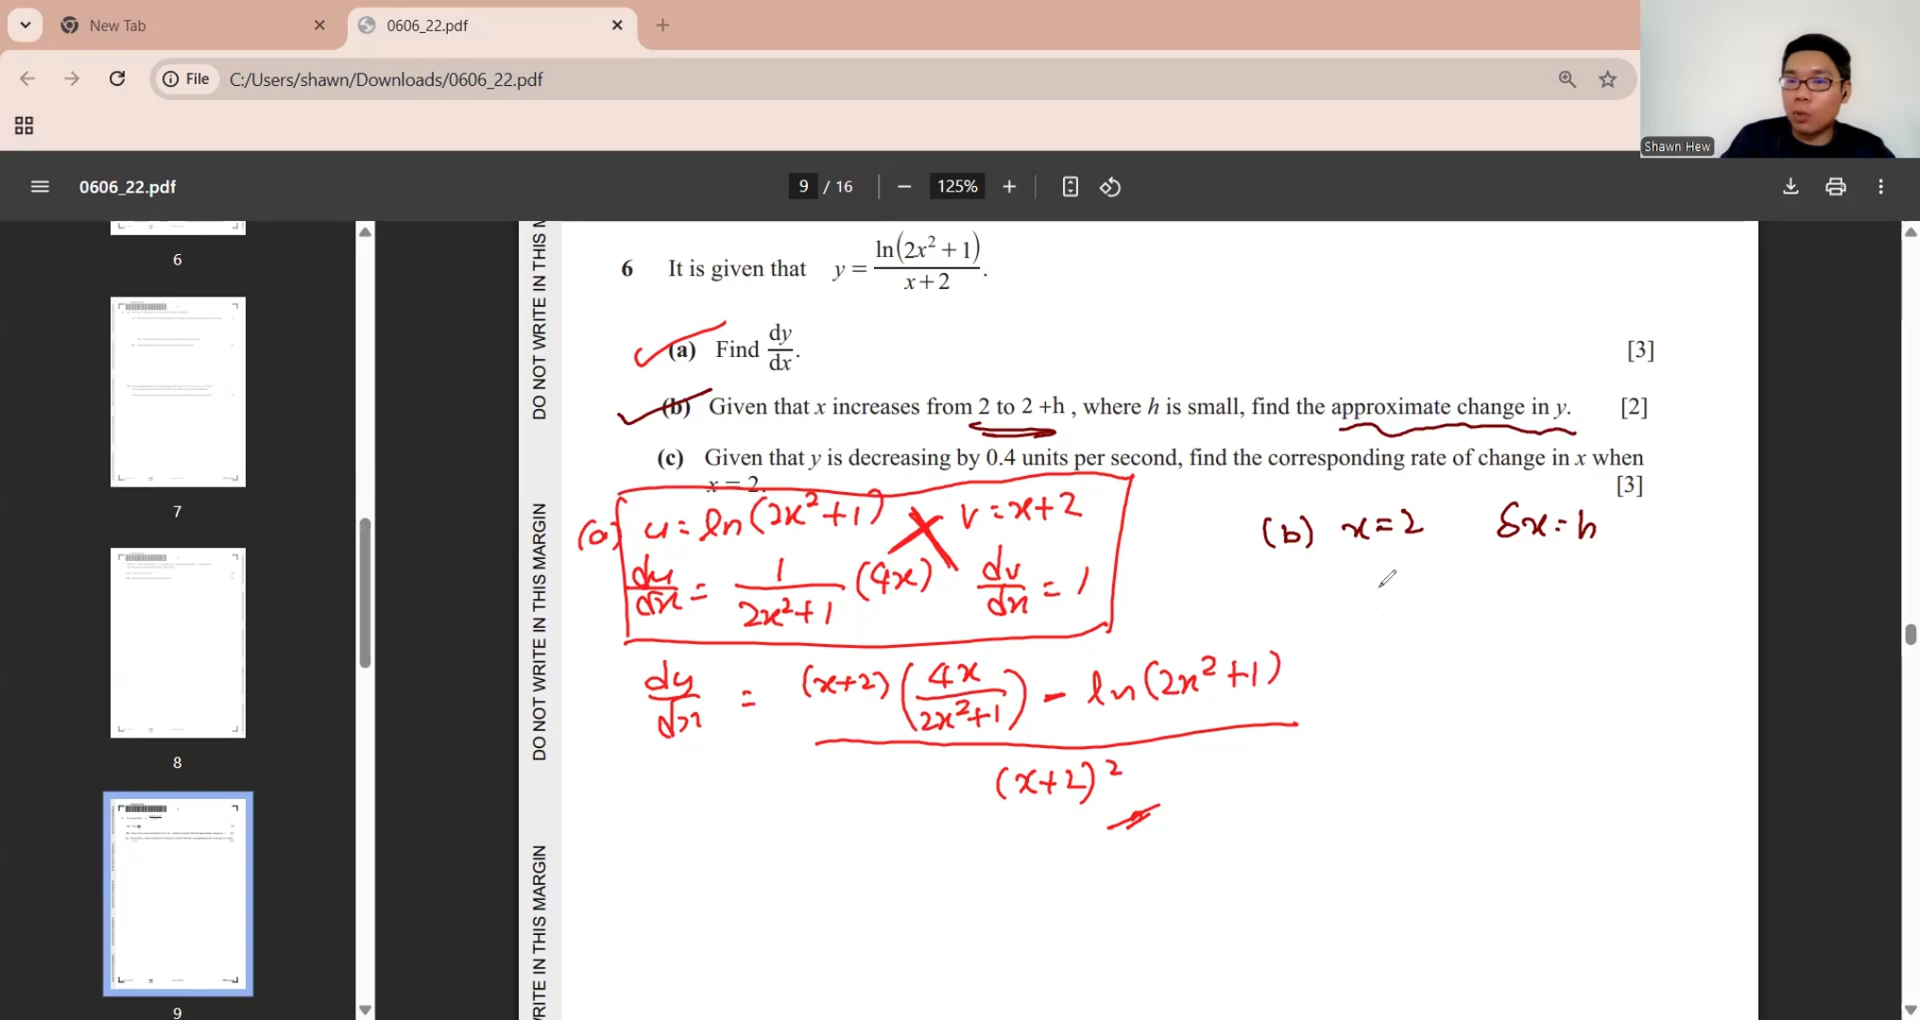 New Tab
0606_22.pdf
File C:/Users/shawn/Downloads/0606_22.pdf
Shawn Hew
0606_22.pdf 9 / 16 125%
6
7
8
9
DO NOT WRITE IN THIS M
DO NOT WRITE IN THIS MARGIN
WRITE IN THIS MARGIN
6 It is given that y = ln(2x² + 1) / x + 2 .
(a) Find dy/dx. [3]
(b) Given that x increases from 2 to 2 +h , where h is small, find the approximate change in y. [2]
(c) Given that y is decreasing by 0.4 units per second, find the corresponding rate of change in x when
x = 2. [3]
(a) u = ln(2x²+1) v = x+2
du/dx = 1/2x²+1 (4x) dv/dx = 1
dy/dx = (x+2)(4x/2x²+1) - ln(2x²+1)
(x+2)²
(b) x = 2 δx = h